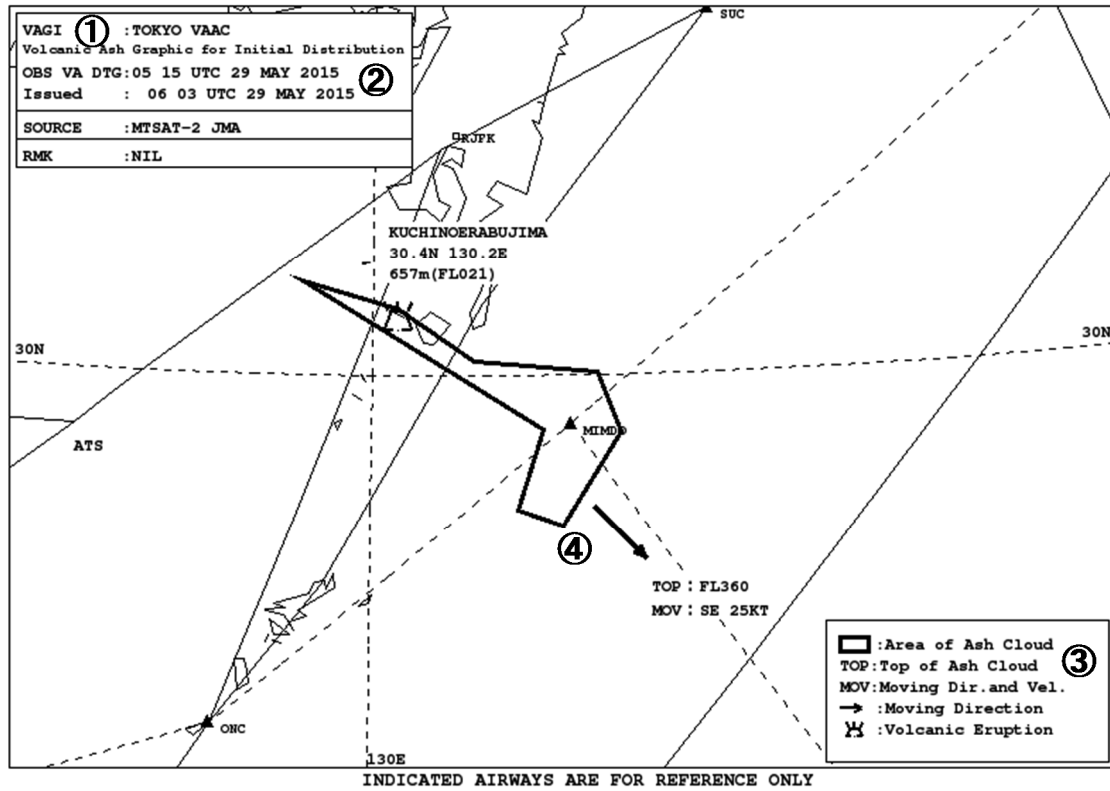 VAGI ① :TOKYO VAAC
Volcanic Ash Graphic for Initial Distribution
OBS VA DTG:05 15 UTC 29 MAY 2015 ②
Issued : 06 03 UTC 29 MAY 2015
SOURCE :MTSAT-2 JMA
RMK :NIL
SUC
RJFK
KUCHINOERABUJIMA
30.4N 130.2E
657m(FL021)
30N
30N
MIMDO
ATS
④
TOP：FL360
MOV：SE 25KT
:Area of Ash Cloud ③
TOP:Top of Ash Cloud
MOV:Moving Dir.and Vel.
:Moving Direction
:Volcanic Eruption
ONC
130E
INDICATED AIRWAYS ARE FOR REFERENCE ONLY